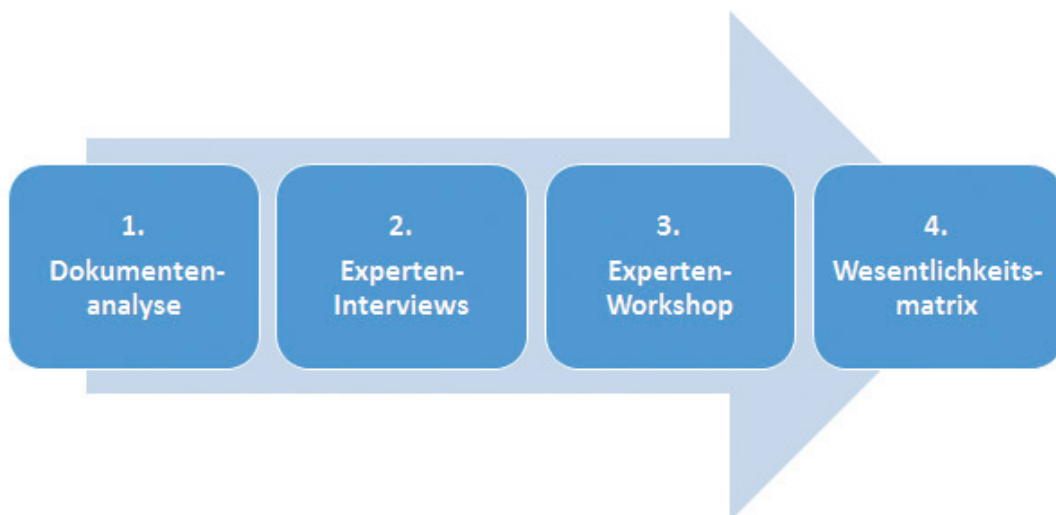 1.
Dokumenten-
analyse
2.
Experten-
Interviews
3.
Experten-
Workshop
4.
Wesentlichkeits-
matrix